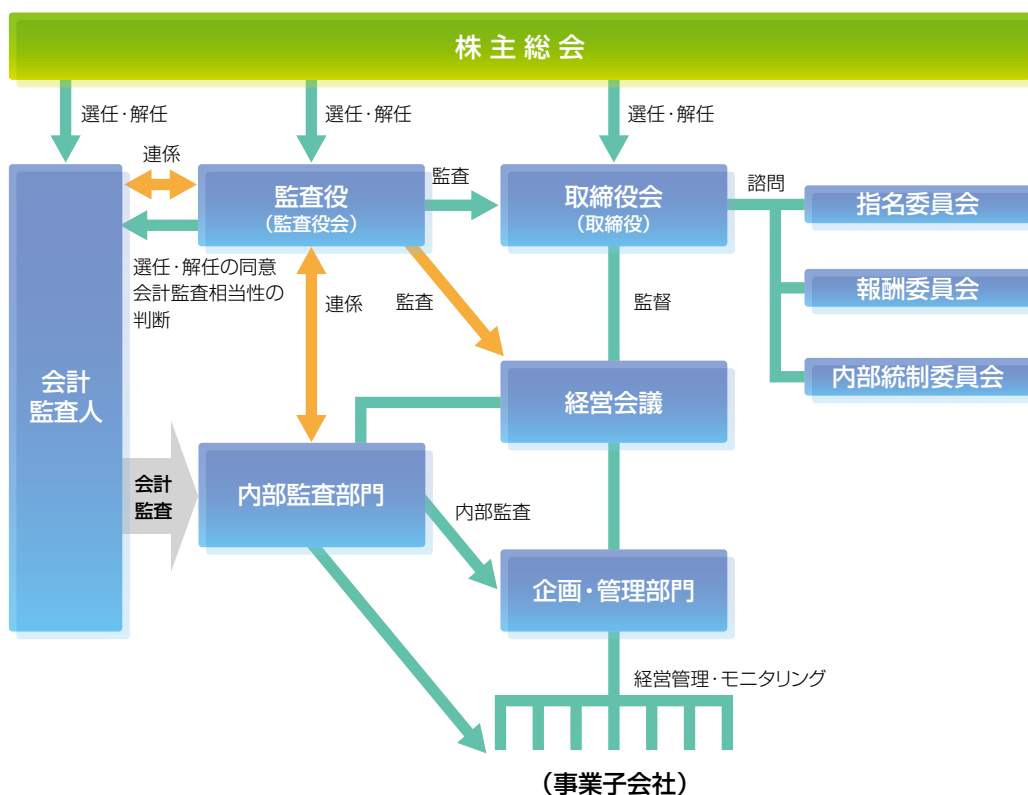 株主総会
選任・解任
選任・解任
選任・解任
連係
監査役
（監査役会）
監査
取締役会
（取締役）
諮問
指名委員会
選任・解任の同意
会計監査相当性の
判断
連係
監査
監督
報酬委員会
会計
監査人
経営会議
内部統制委員会
会計
監査
内部監査部門
内部監査
企画・管理部門
経営管理・モニタリング
（事業子会社）